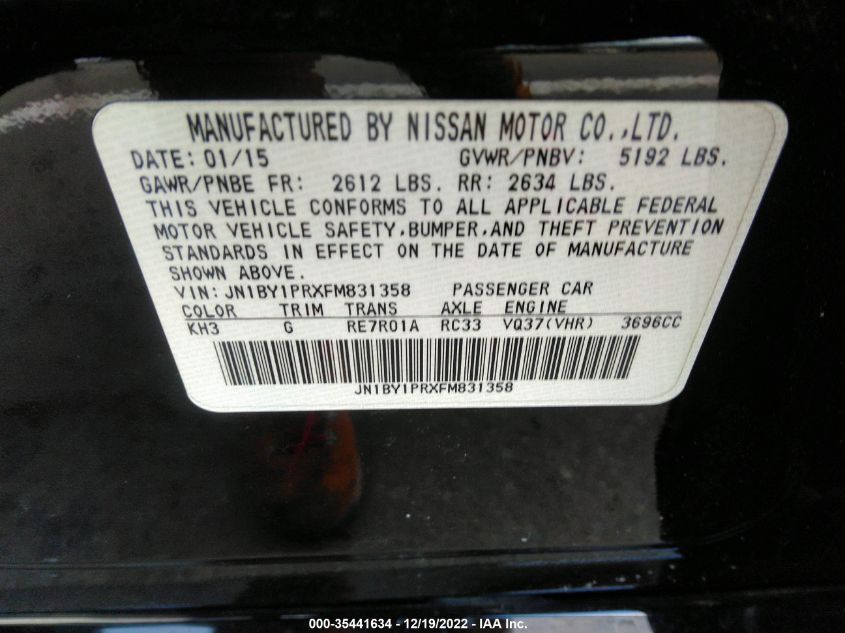 MANUFACTURED BY NISSAN MOTOR CO.,LTD.
DATE: 01/15 GVWR/PNBV: 5192 LBS.
GAWR/PNBE FR: 2612 LBS. RR: 2634 LBS.
THIS VEHICLE CONFORMS TO ALL APPLICABLE FEDERAL
MOTOR VEHICLE SAFETY,BUMPER,AND THEFT PREVENTION
STANDARDS IN EFFECT ON THE DATE OF MANUFACTURE
SHOWN ABOVE.
VIN: JN1BY1PRXFM831358 PASSENGER CAR
COLOR TRIM TRANS AXLE ENGINE
KH3 G RE7R01A RC33 VQ37(VHR) 3696CC
JN1BY1PRXFM831358
000-35441634 - 12/19/2022 - IAA Inc.